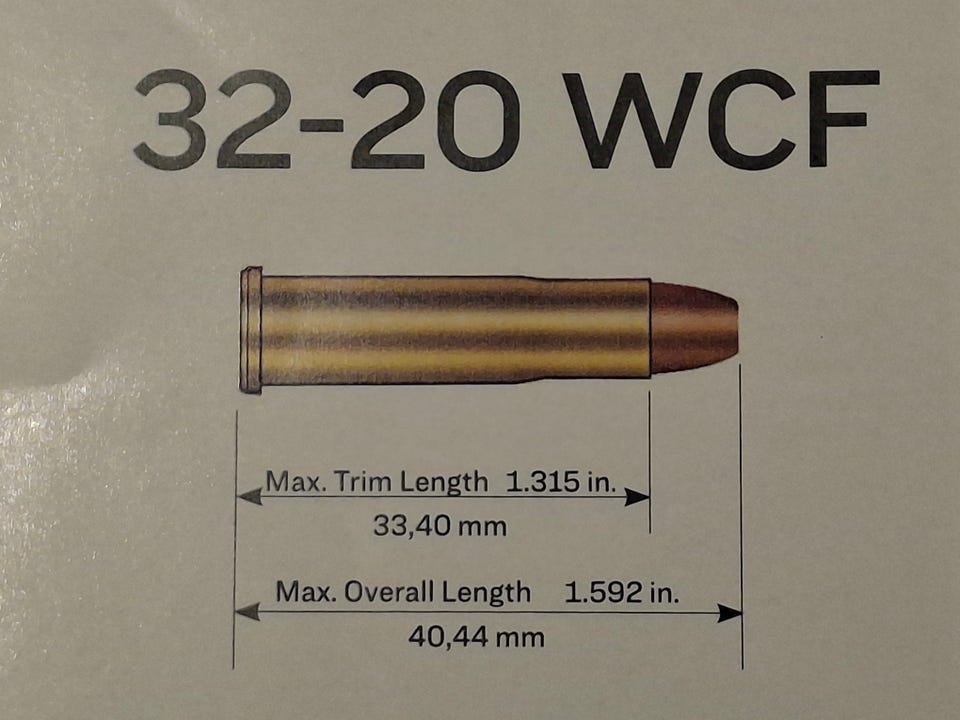 32-20 WCF
Max. Trim Length 1.315 in.
33,40 mm
Max. Overall Length 1.592 in.
40,44 mm